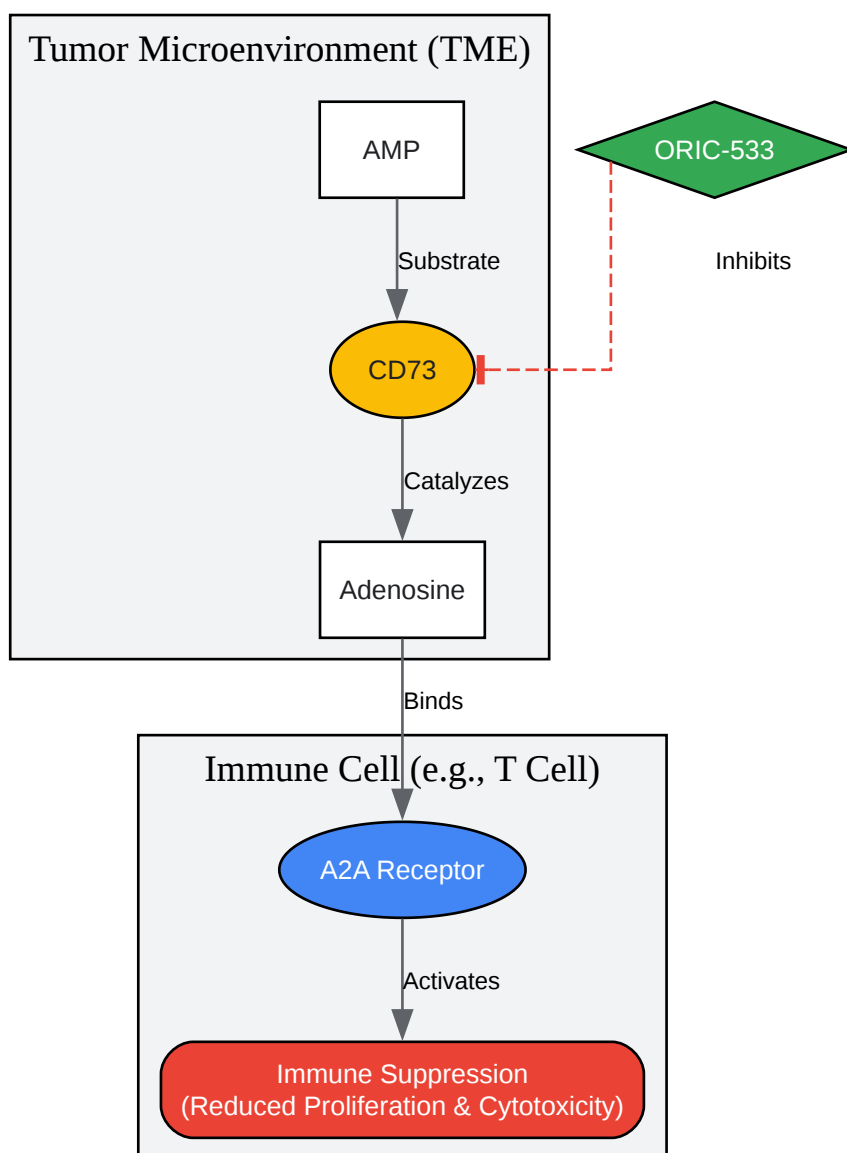 Tumor Microenvironment (TME)
AMP
ORIC-533
Substrate
Inhibits
CD73
Catalyzes
Adenosine
Binds
Immune Cell (e.g., T Cell)
A2A Receptor
Activates
Immune Suppression
(Reduced Proliferation & Cytotoxicity)